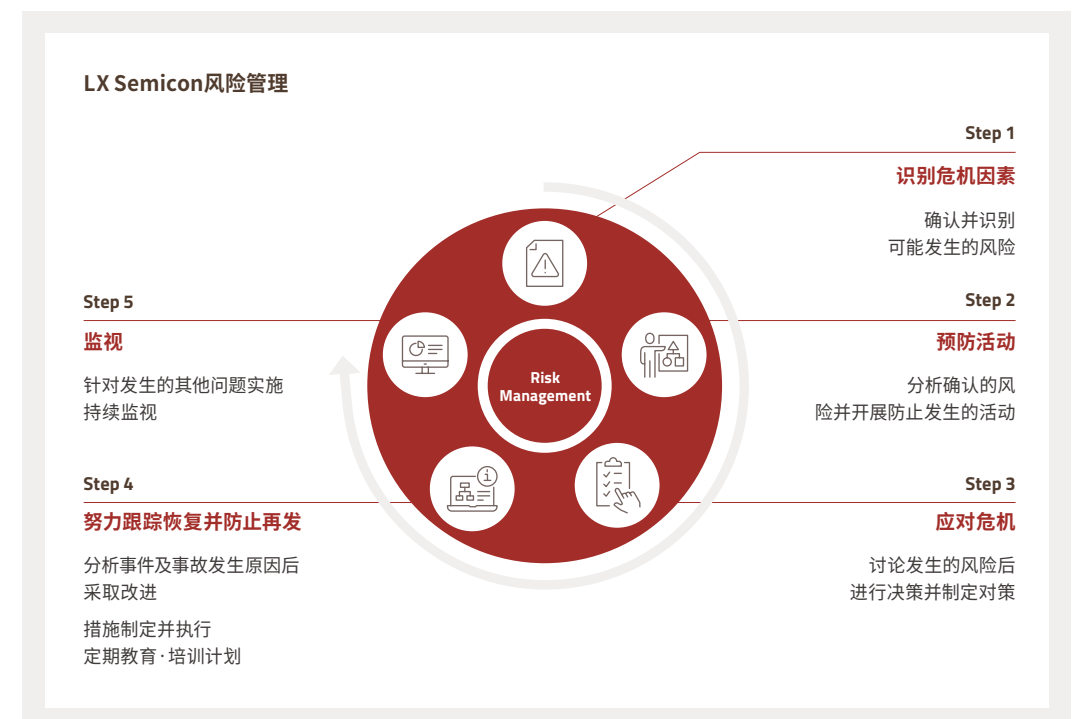 LX Semicon风险管理
Step 1
识别危机因素
确认并识别
可能发生的风险
Step 2
预防活动
分析确认的风
险并开展防止发生的活动
Step 3
应对危机
讨论发生的风险后
进行决策并制定对策
Step 4
努力跟踪恢复并防止再发
分析事件及事故发生原因后
采取改进
措施制定并执行
定期教育·培训计划
Step 5
监视
针对发生的其他问题实施
持续监视
Risk
Management